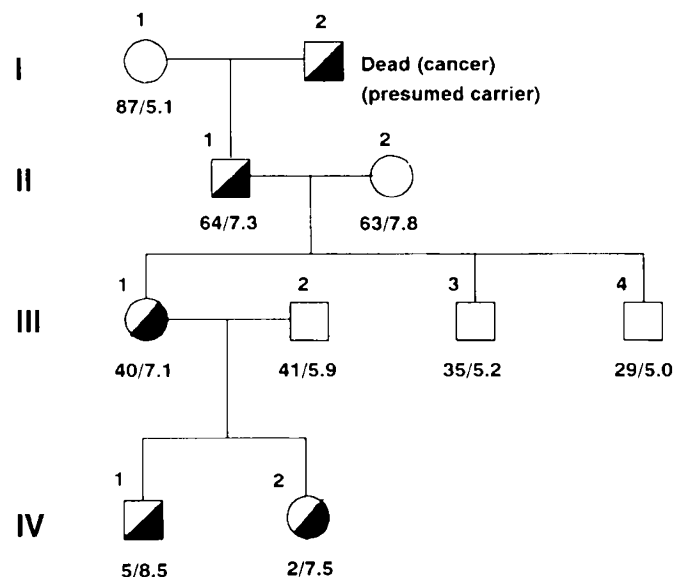 1 2
I
Dead (cancer)
(presumed carrier)
87/5.1
1 2
II
64/7.3 63/7.8
1 2 3 4
III
40/7.1 41/5.9 35/5.2 29/5.0
1 2
IV
5/8.5 2/7.5